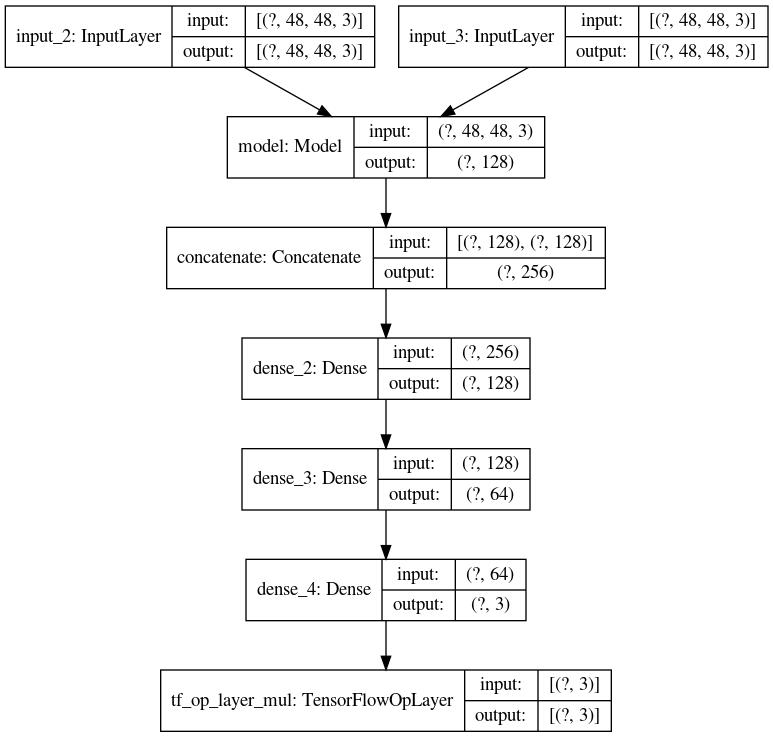 input_2: InputLayer
input:
[(?, 48, 48, 3)]
output:
[(?, 48, 48, 3)]
input_3: InputLayer
input:
[(?, 48, 48, 3)]
output:
[(?, 48, 48, 3)]
model: Model
input:
(?, 48, 48, 3)
output:
(?, 128)
concatenate: Concatenate
input:
[(?, 128), (?, 128)]
output:
(?, 256)
dense_2: Dense
input:
(?, 256)
output:
(?, 128)
dense_3: Dense
input:
(?, 128)
output:
(?, 64)
dense_4: Dense
input:
(?, 64)
output:
(?, 3)
tf_op_layer_mul: TensorFlowOpLayer
input:
[(?, 3)]
output:
[(?, 3)]